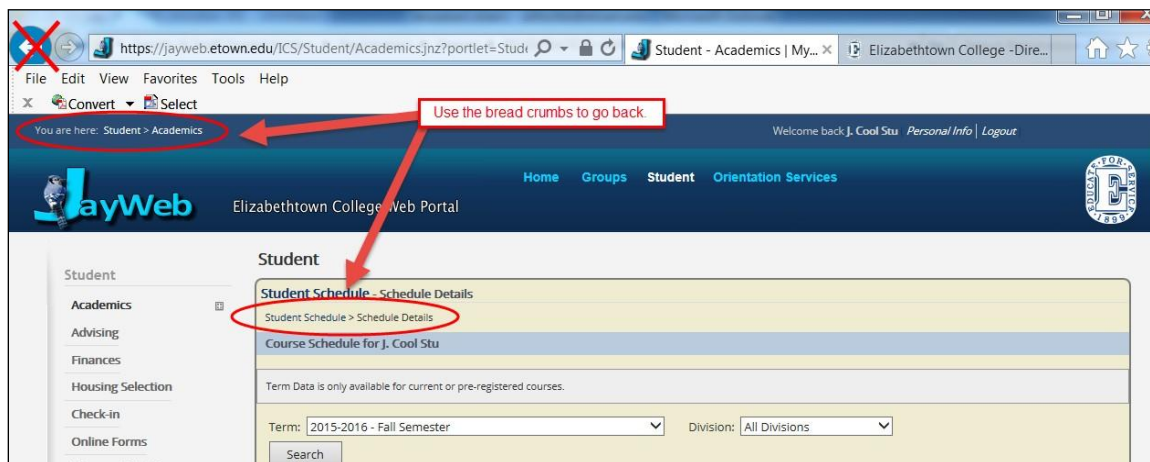 https://jayweb.etown.edu/ICS/Student/Academics.jnz?portlet=Stude
Student - Academics | My...
Elizabethtown College -Dire...
File Edit View Favorites Tools Help
x Convert Select
Use the bread crumbs to go back.
You are here: Student > Academics
Welcome back J. Cool Stu Personal Info | Logout
Home Groups Student Orientation Services
JayWeb Elizabethtown College Web Portal
EDUCATE FOR SERVICE
E
1899
Student
Academics
Advising
Finances
Housing Selection
Check-in
Online Forms
Student
Student Schedule - Schedule Details
Student Schedule > Schedule Details
Course Schedule for J. Cool Stu
Term Data is only available for current or pre-registered courses.
Term: 2015-2016 - Fall Semester Division: All Divisions
Search